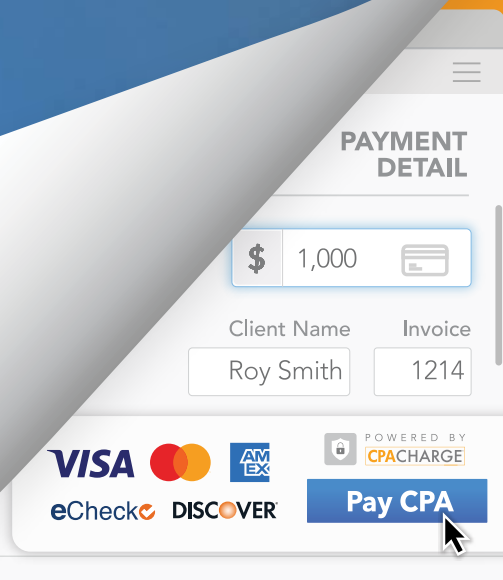 PAYMENT
DETAIL
$ 1,000
Client Name Invoice
Roy Smith 1214
VISA AM EX
POWERED BY
CPACHARGE
eCheck DISCOVER
Pay CPA